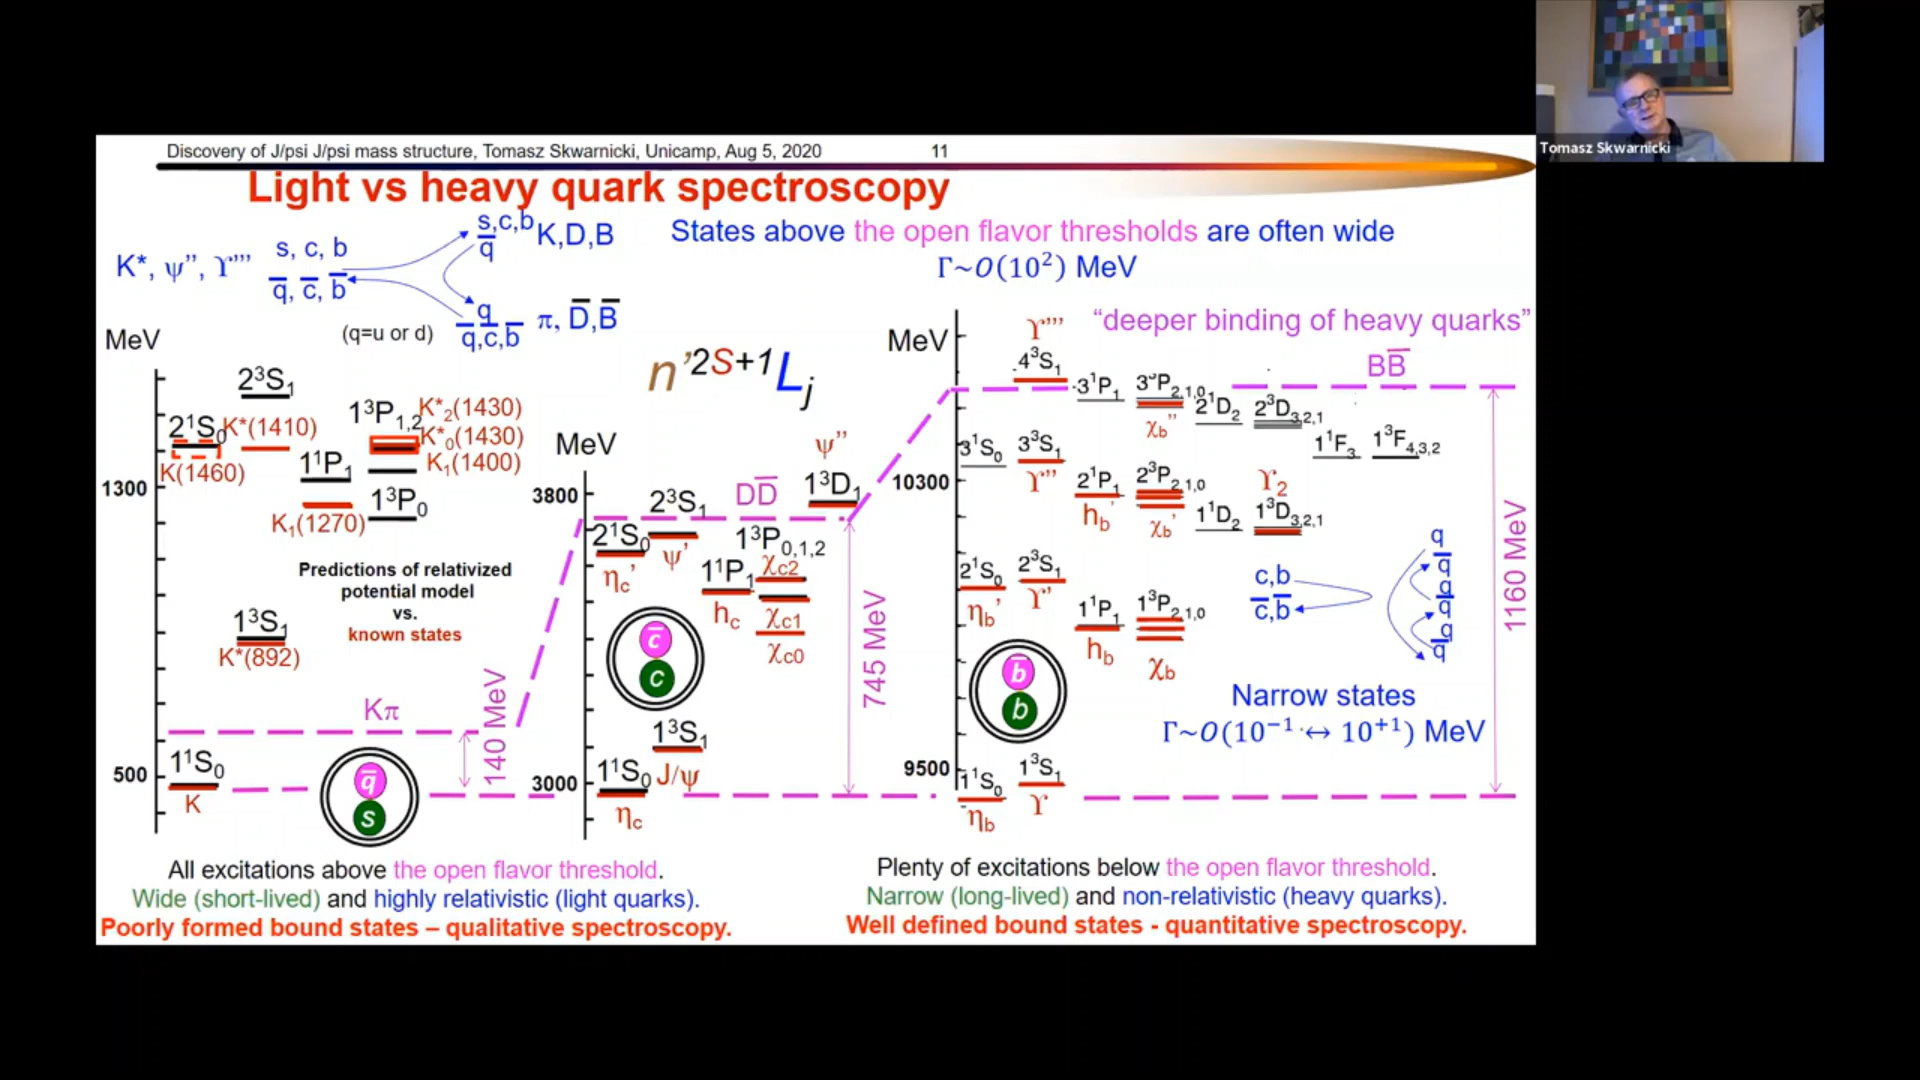 Tomasz Skwarnicki
Discovery of J/psi J/psi mass structure, Tomasz Skwarnicki, Unicamp, Aug 5, 2020 11
Light vs heavy quark spectroscopy
K*, ψ”, ϒ”’
s, c, b
q̅, c̅, b̅
s,c,b
q̅
K,D,B
q
q̅,c̅,b̅
π, D̅,B̅
(q=u or d)
States above the open flavor thresholds are often wide
Γ~O(10²) MeV
“deeper binding of heavy quarks”
n’²ˢ⁺¹Lⱼ
MeV
1300
500
2³S₁
2¹S₀
K*(1410)
K(1460)
1³P₁,₂
K*₂(1430)
K*₀(1430)
K₁(1400)
1¹P₁
K₁(1270)
1³P₀
Predictions of relativized
potential model
vs.
known states
1³S₁
K*(892)
Kπ
140 MeV
1¹S₀
K
q̅
s
MeV
3800
3000
ψ”
1³D₁
DD̅
2³S₁
2¹S₀
ψ’
ηc’
1³P₀,₁,₂
χc2
1¹P₁
hc
χc1
χc0
c̅
c
745 MeV
1³S₁
1¹S₀
J/ψ
ηc
MeV
10300
9500
ϒ”’
4³S₁
BB̅
3¹P₁
3³P₂,₁,₀
χb”
2¹D₂
2³D₃,₂,₁
1¹F₃
1³F₄,₃,₂
3¹S₀
3³S₁
ϒ”
2¹P₁
hb’
2³P₂,₁,₀
χb’
ϒ₂
1¹D₂
1³D₃,₂,₁
2¹S₀
ηb’
2³S₁
ϒ’
1¹P₁
hb
1³P₂,₁,₀
χb
b̅
b
c,b
c̅,b̅
q
q̅
q
q̅
q
q̅
1160 MeV
Narrow states
Γ~O(10⁻¹ ↔ 10⁺¹) MeV
1¹S₀
ηb
1³S₁
ϒ
All excitations above the open flavor threshold.
Wide (short-lived) and highly relativistic (light quarks).
Poorly formed bound states – qualitative spectroscopy.
Plenty of excitations below the open flavor threshold.
Narrow (long-lived) and non-relativistic (heavy quarks).
Well defined bound states - quantitative spectroscopy.